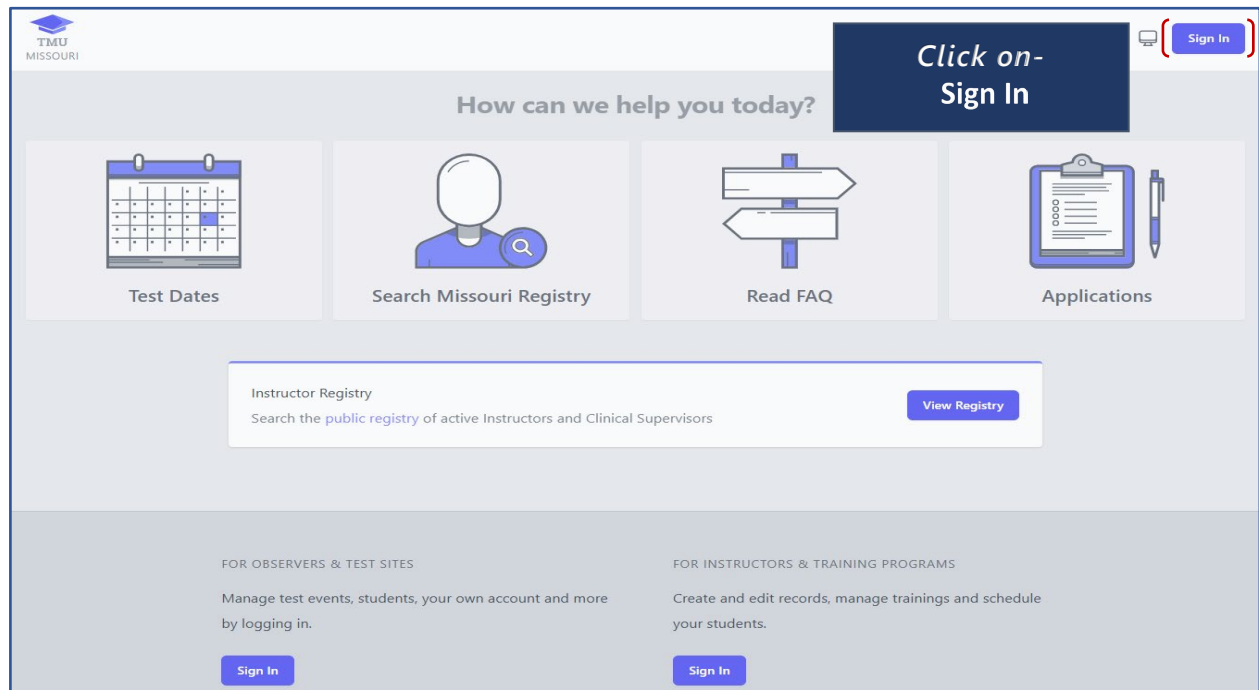 TMU
MISSOURI
Click on-
Sign In
Sign In
How can we help you today?
Test Dates
Search Missouri Registry
Read FAQ
Applications
Instructor Registry
Search the public registry of active Instructors and Clinical Supervisors
View Registry
FOR OBSERVERS & TEST SITES
Manage test events, students, your own account and more
by logging in.
Sign In
FOR INSTRUCTORS & TRAINING PROGRAMS
Create and edit records, manage trainings and schedule
your students.
Sign In